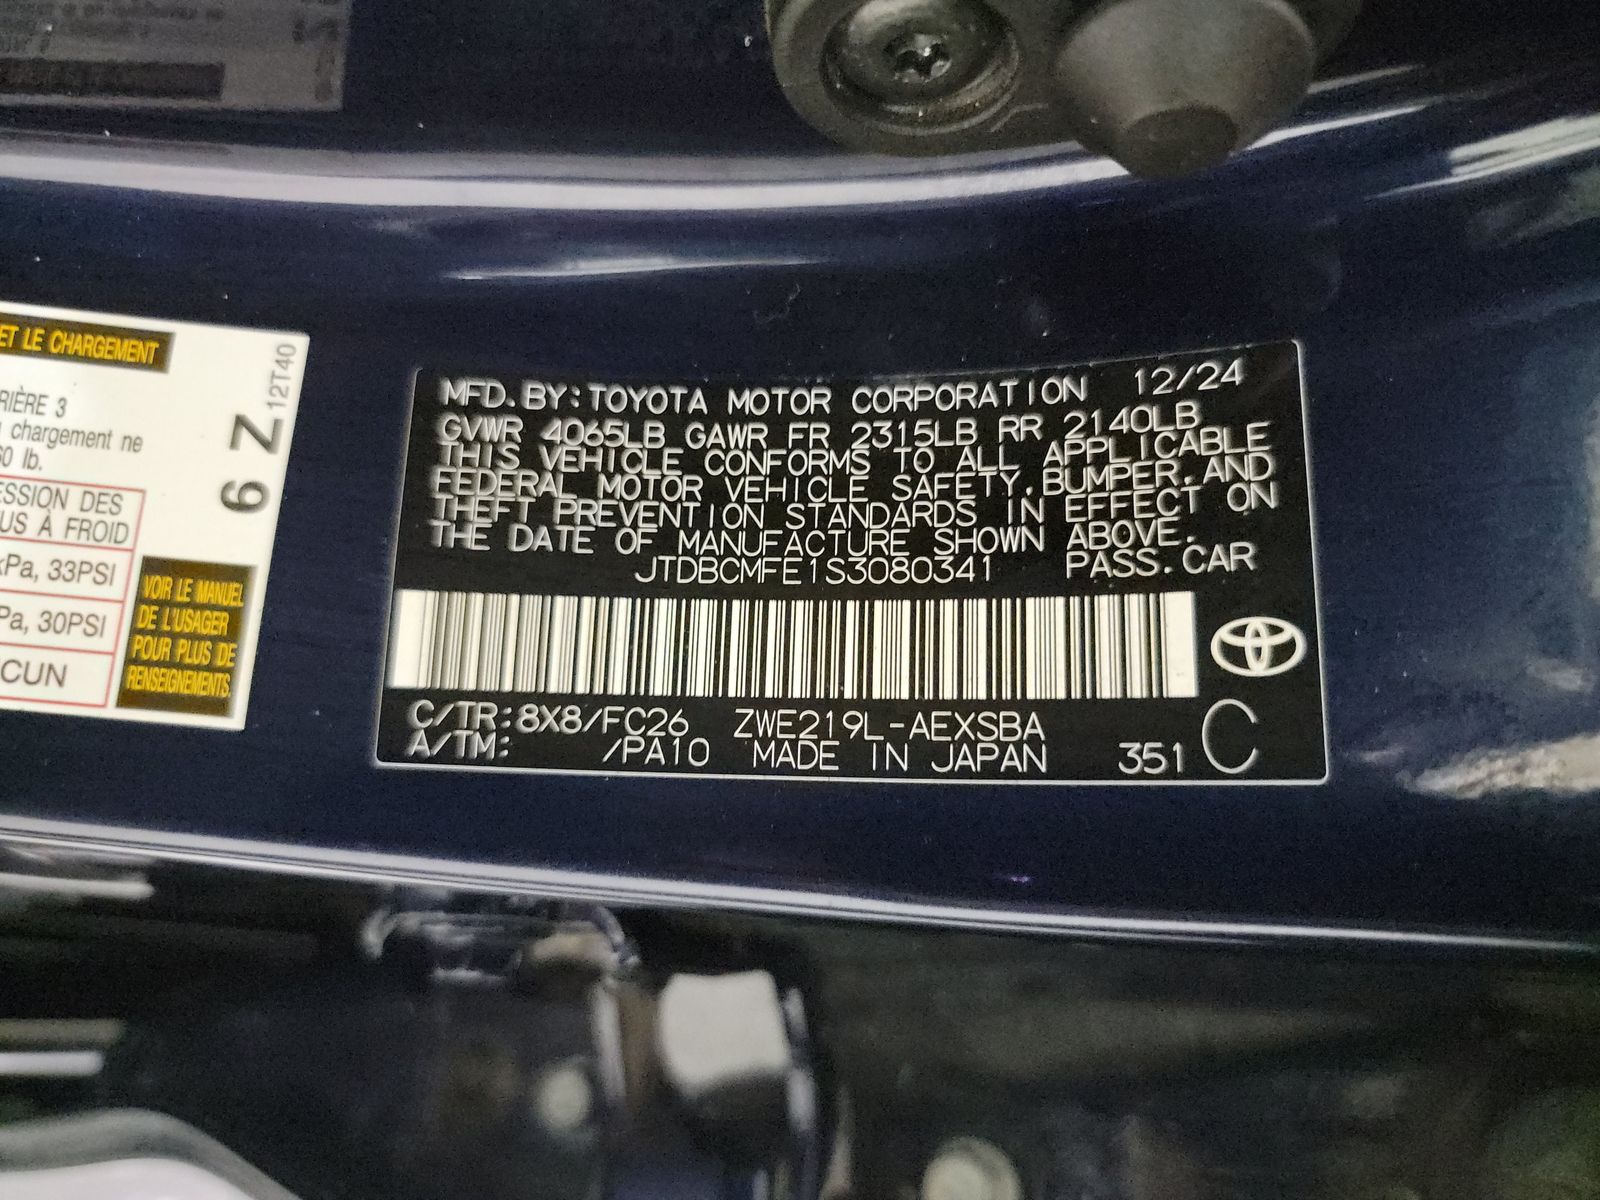 ET LE CHARGEMENT
12T40
6 Z
RIÈRE 3
chargement ne
lb.
ESSION DES
US À FROID
kPa, 33PSI
Pa, 30PSI
CUN
VOIR LE MANUEL
DE L'USAGER
POUR PLUS DE
RENSEIGNEMENTS.
MFD. BY: TOYOTA MOTOR CORPORATION 12/24
GVWR 4065LB GAWR FR 2315LB RR 2140LB
THIS VEHICLE CONFORMS TO ALL APPLICABLE
FEDERAL MOTOR VEHICLE SAFETY, BUMPER, AND
THEFT PREVENTION STANDARDS IN EFFECT ON
THE DATE OF MANUFACTURE SHOWN ABOVE.
JTDBCMFE1S3080341 PASS. CAR
C/TR: 8X8/FC26 ZWE219L-AEXSBA
A/TM: /PA10 MADE IN JAPAN 351 C